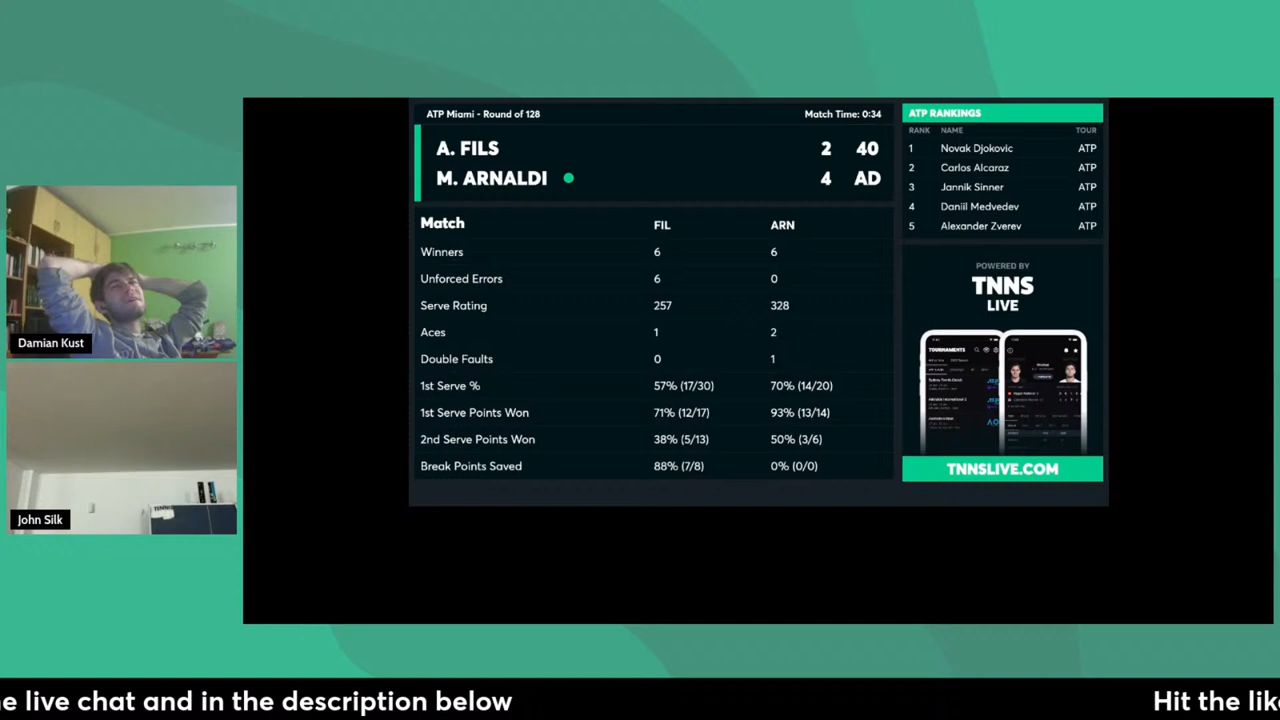 ATP Miami - Round of 128 Match Time: 0:34
A. FILS 2 40
M. ARNALDI 4 AD
Match FIL ARN
Winners 6 6
Unforced Errors 6 0
Serve Rating 257 328
Aces 1 2
Double Faults 0 1
1st Serve % 57% (17/30) 70% (14/20)
1st Serve Points Won 71% (12/17) 93% (13/14)
2nd Serve Points Won 38% (5/13) 50% (3/6)
Break Points Saved 88% (7/8) 0% (0/0)
ATP RANKINGS
RANK NAME TOUR
1 Novak Djokovic ATP
2 Carlos Alcaraz ATP
3 Jannik Sinner ATP
4 Daniil Medvedev ATP
5 Alexander Zverev ATP
POWERED BY
TNNS
LIVE
TOURNAMENTS
TNNSLIVE.COM
Damian Kust
John Silk
e live chat and in the description below
Hit the lik